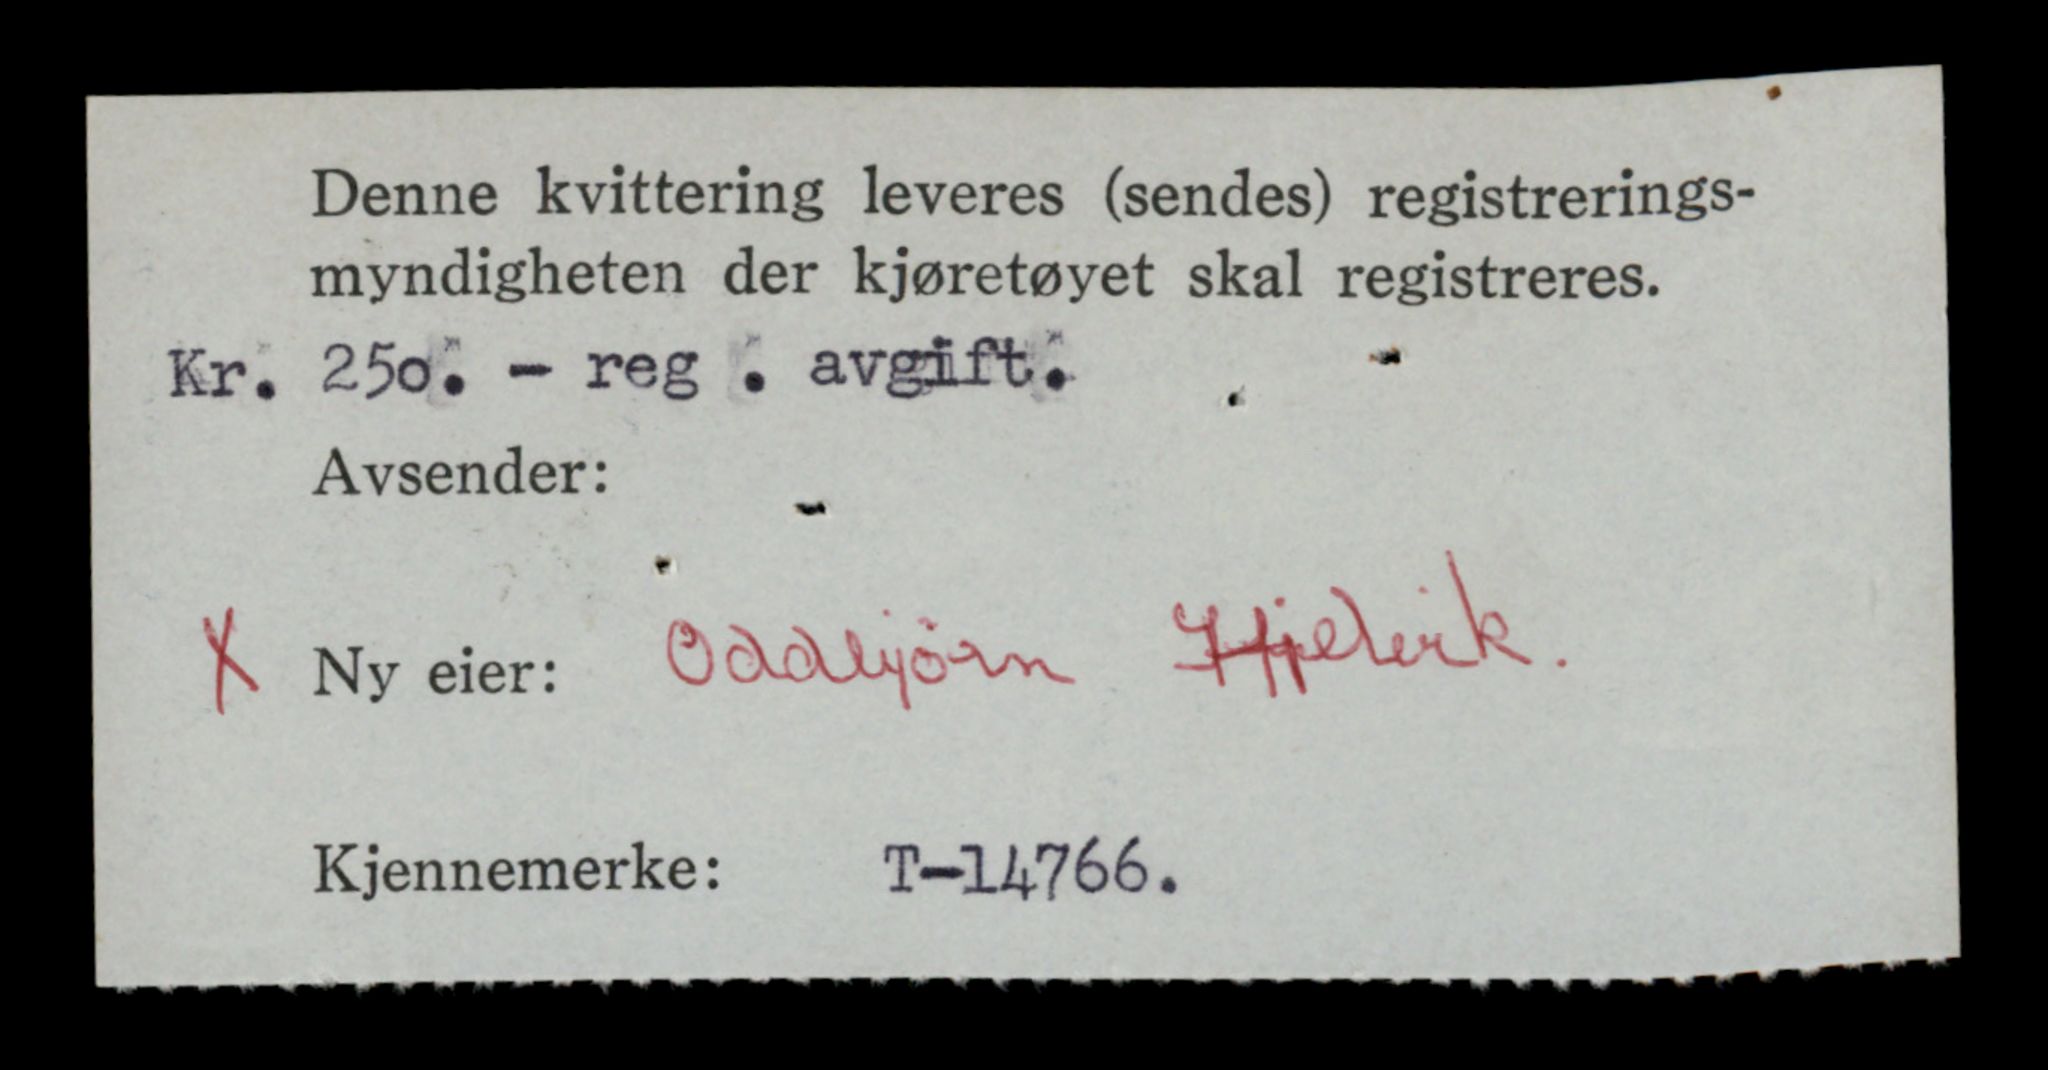 Denne kvittering leveres (sendes) registrerings-
myndigheten der kjøretøyet skal registreres.
Kr. 25o. - reg . avgift.
Avsender:
X Ny eier: Oddbjörn Hjelvik.
Kjennemerke: T-14766.